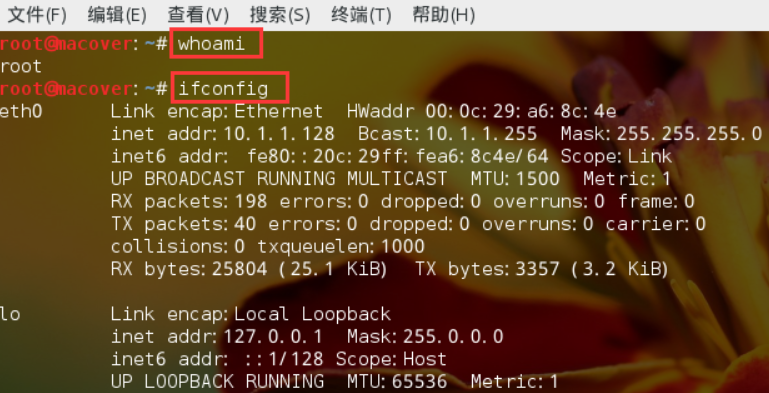 文件(F) 编辑(E) 查看(V) 搜索(S) 终端(T) 帮助(H)
root@macover:~# whoami
root
root@macover:~# ifconfig
eth0 Link encap:Ethernet HWaddr 00:0c:29:a6:8c:4e
inet addr:10.1.1.128 Bcast:10.1.1.255 Mask:255.255.255.0
inet6 addr: fe80::20c:29ff:fea6:8c4e/64 Scope:Link
UP BROADCAST RUNNING MULTICAST MTU:1500 Metric:1
RX packets:198 errors:0 dropped:0 overruns:0 frame:0
TX packets:40 errors:0 dropped:0 overruns:0 carrier:0
collisions:0 txqueuelen:1000
RX bytes:25804 (25.1 KiB) TX bytes:3357 (3.2 KiB)
lo Link encap:Local Loopback
inet addr:127.0.0.1 Mask:255.0.0.0
inet6 addr: ::1/128 Scope:Host
UP LOOPBACK RUNNING MTU:65536 Metric:1